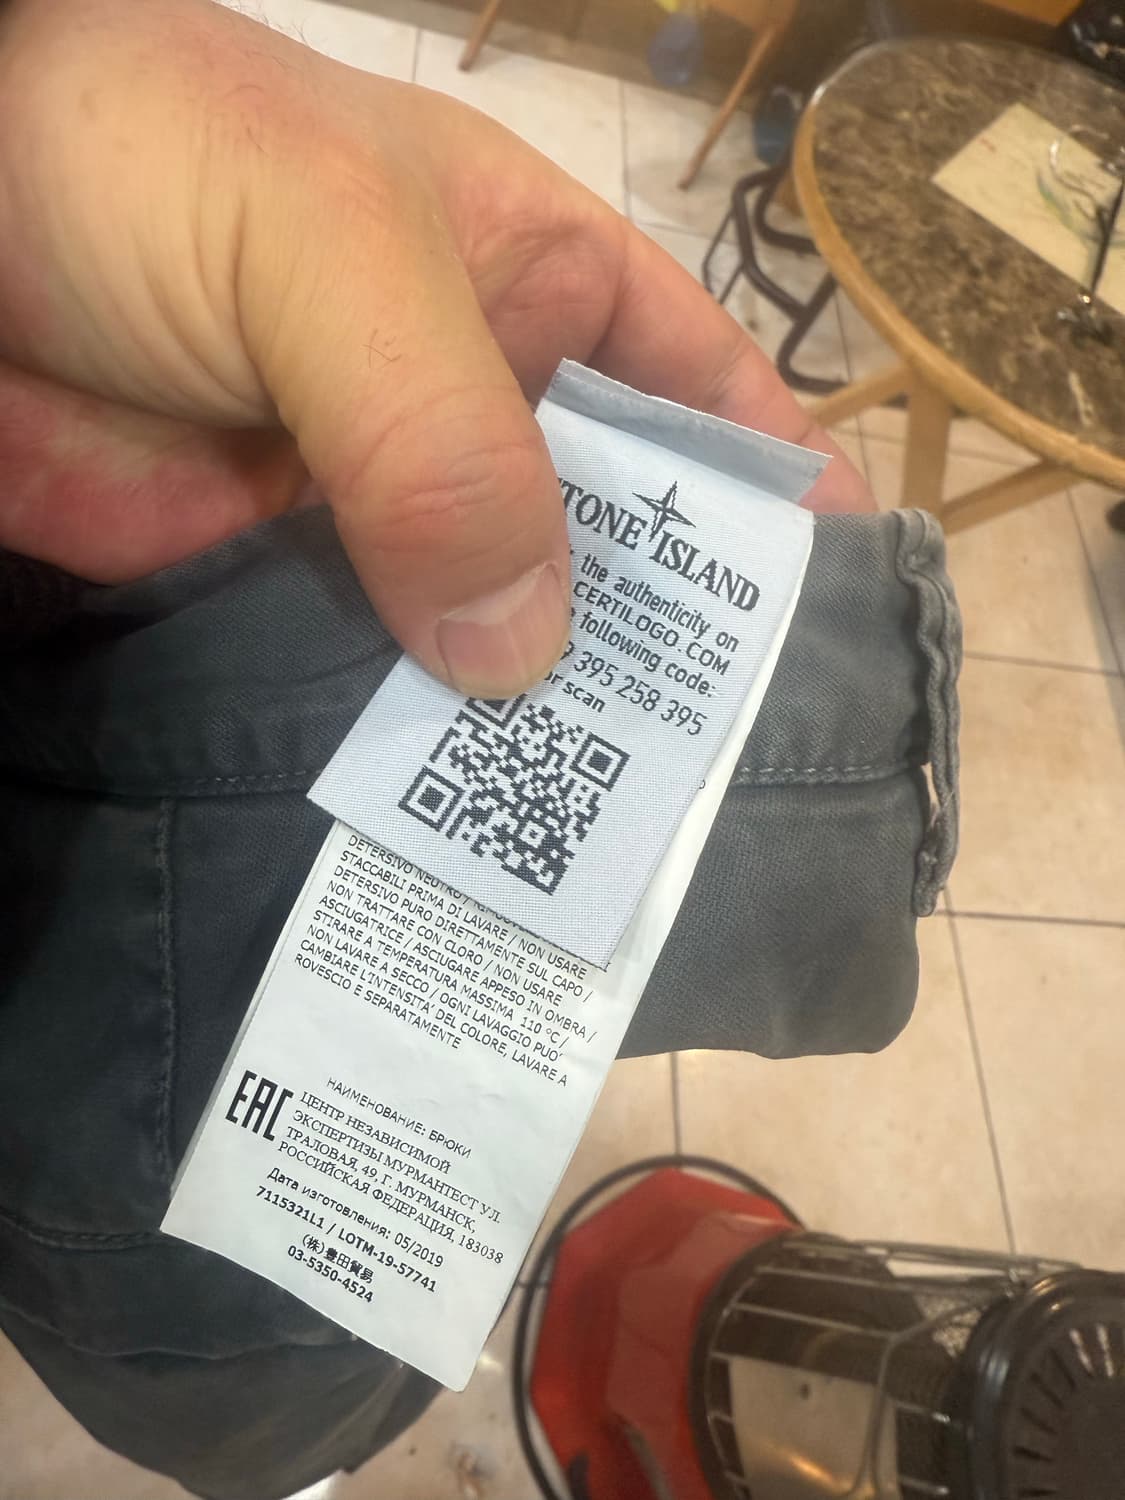 STONE ISLAND
the authenticity on
CERTILOGO.COM
following code:
395 258 395
or scan
DETERSIVO NEUTRO /
STACCABILI PRIMA DI LAVARE / NON USARE
DETERSIVO PURO DIRETTAMENTE SUL CAPO /
NON TRATTARE CON CLORO / NON USARE
ASCIUGATRICE / ASCIUGARE APPESO IN OMBRA /
STIRARE A TEMPERATURA MASSIMA 110 °C /
NON LAVARE A SECCO / OGNI LAVAGGIO PUO'
CAMBIARE L'INTENSITA' DEL COLORE, LAVARE A
ROVESCIO E SEPARATAMENTE
EAC
НАИМЕНОВАНИЕ: БРЮКИ
ЦЕНТР НЕЗАВИСИМОЙ
ЭКСПЕРТИЗЫ МУРМАНТЕСТ УЛ.
ТРАЛОВАЯ, 49, Г. МУРМАНСК,
РОССИЙСКАЯ ФЕДЕРАЦИЯ, 183038
Дата изготовления: 05/2019
7115321L1 / LOTM-19-57741
(株)豊田貿易
03-5350-4524